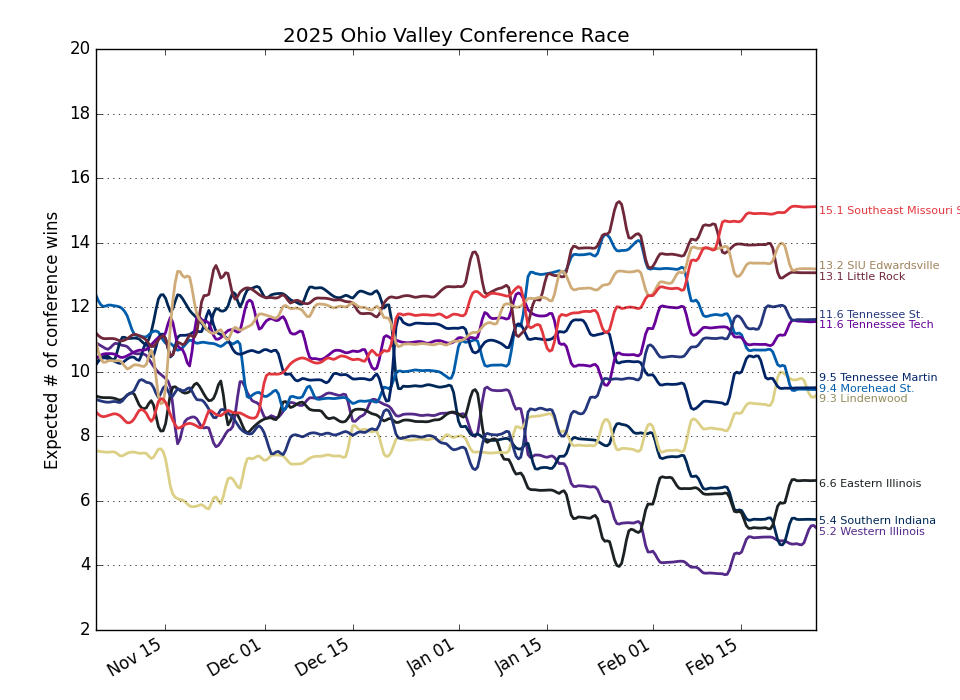 2025 Ohio Valley Conference Race
Expected # of conference wins
20
18
16
14
12
10
8
6
4
2
15.1 Southeast Missouri S
13.2 SIU Edwardsville
13.1 Little Rock
11.6 Tennessee St.
11.6 Tennessee Tech
9.5 Tennessee Martin
9.4 Morehead St.
9.3 Lindenwood
6.6 Eastern Illinois
5.4 Southern Indiana
5.2 Western Illinois
Nov 15
Dec 01
Dec 15
Jan 01
Jan 15
Feb 01
Feb 15